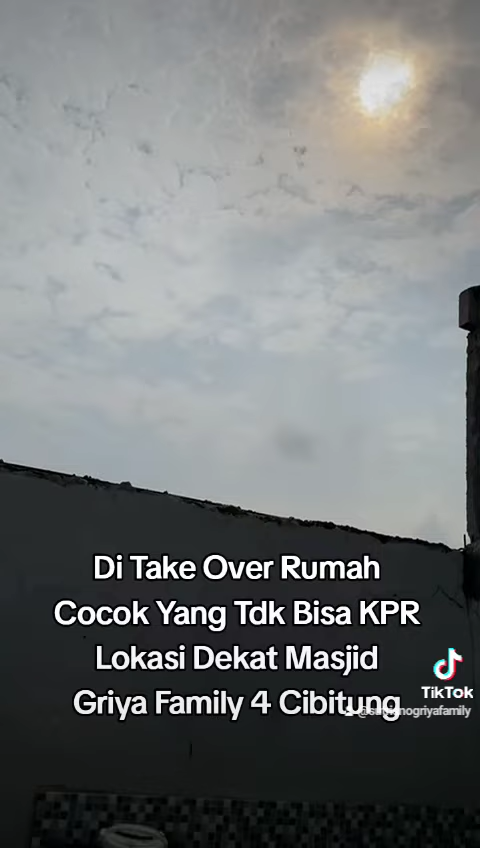 Di Take Over Rumah
Cocok Yang Tdk Bisa KPR
Lokasi Dekat Masjid
Griya Family 4 Cibitung
TikTok